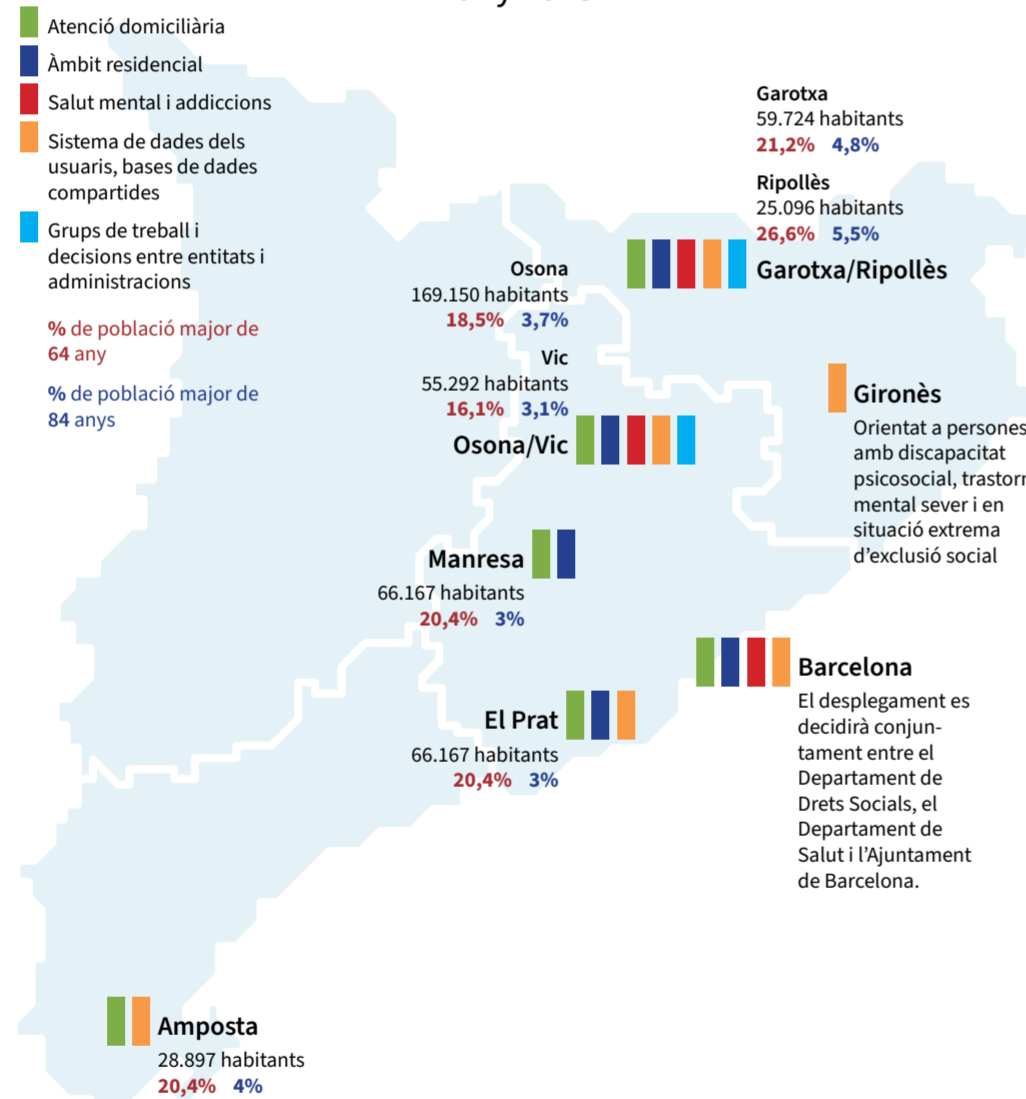 Atenció domiciliària
Àmbit residencial
Salut mental i addiccions
Sistema de dades dels
usuaris, bases de dades
compartides
Grups de treball i
decisions entre entitats i
administracions
% de població major de
64 any
% de població major de
84 anys
Garotxa
59.724 habitants
21,2% 4,8%
Ripollès
25.096 habitants
26,6% 5,5%
Garotxa/Ripollès
Osona
169.150 habitants
18,5% 3,7%
Vic
55.292 habitants
16,1% 3,1%
Osona/Vic
Gironès
Orientat a persones
amb discapacitat
psicosocial,
mental sever i en
situació extrema
d'exclusió social
Manresa
66.167 habitants
20,4% 3%
Barcelona
El desplegament es
decidirà conjun-
tament entre el
Departament de
Drets Socials, el
Departament de
Salut i l'Ajuntament
de Barcelona.
El Prat
66.167 habitants
20,4% 3%
Amposta
28.897 habitants
20,4% 4%